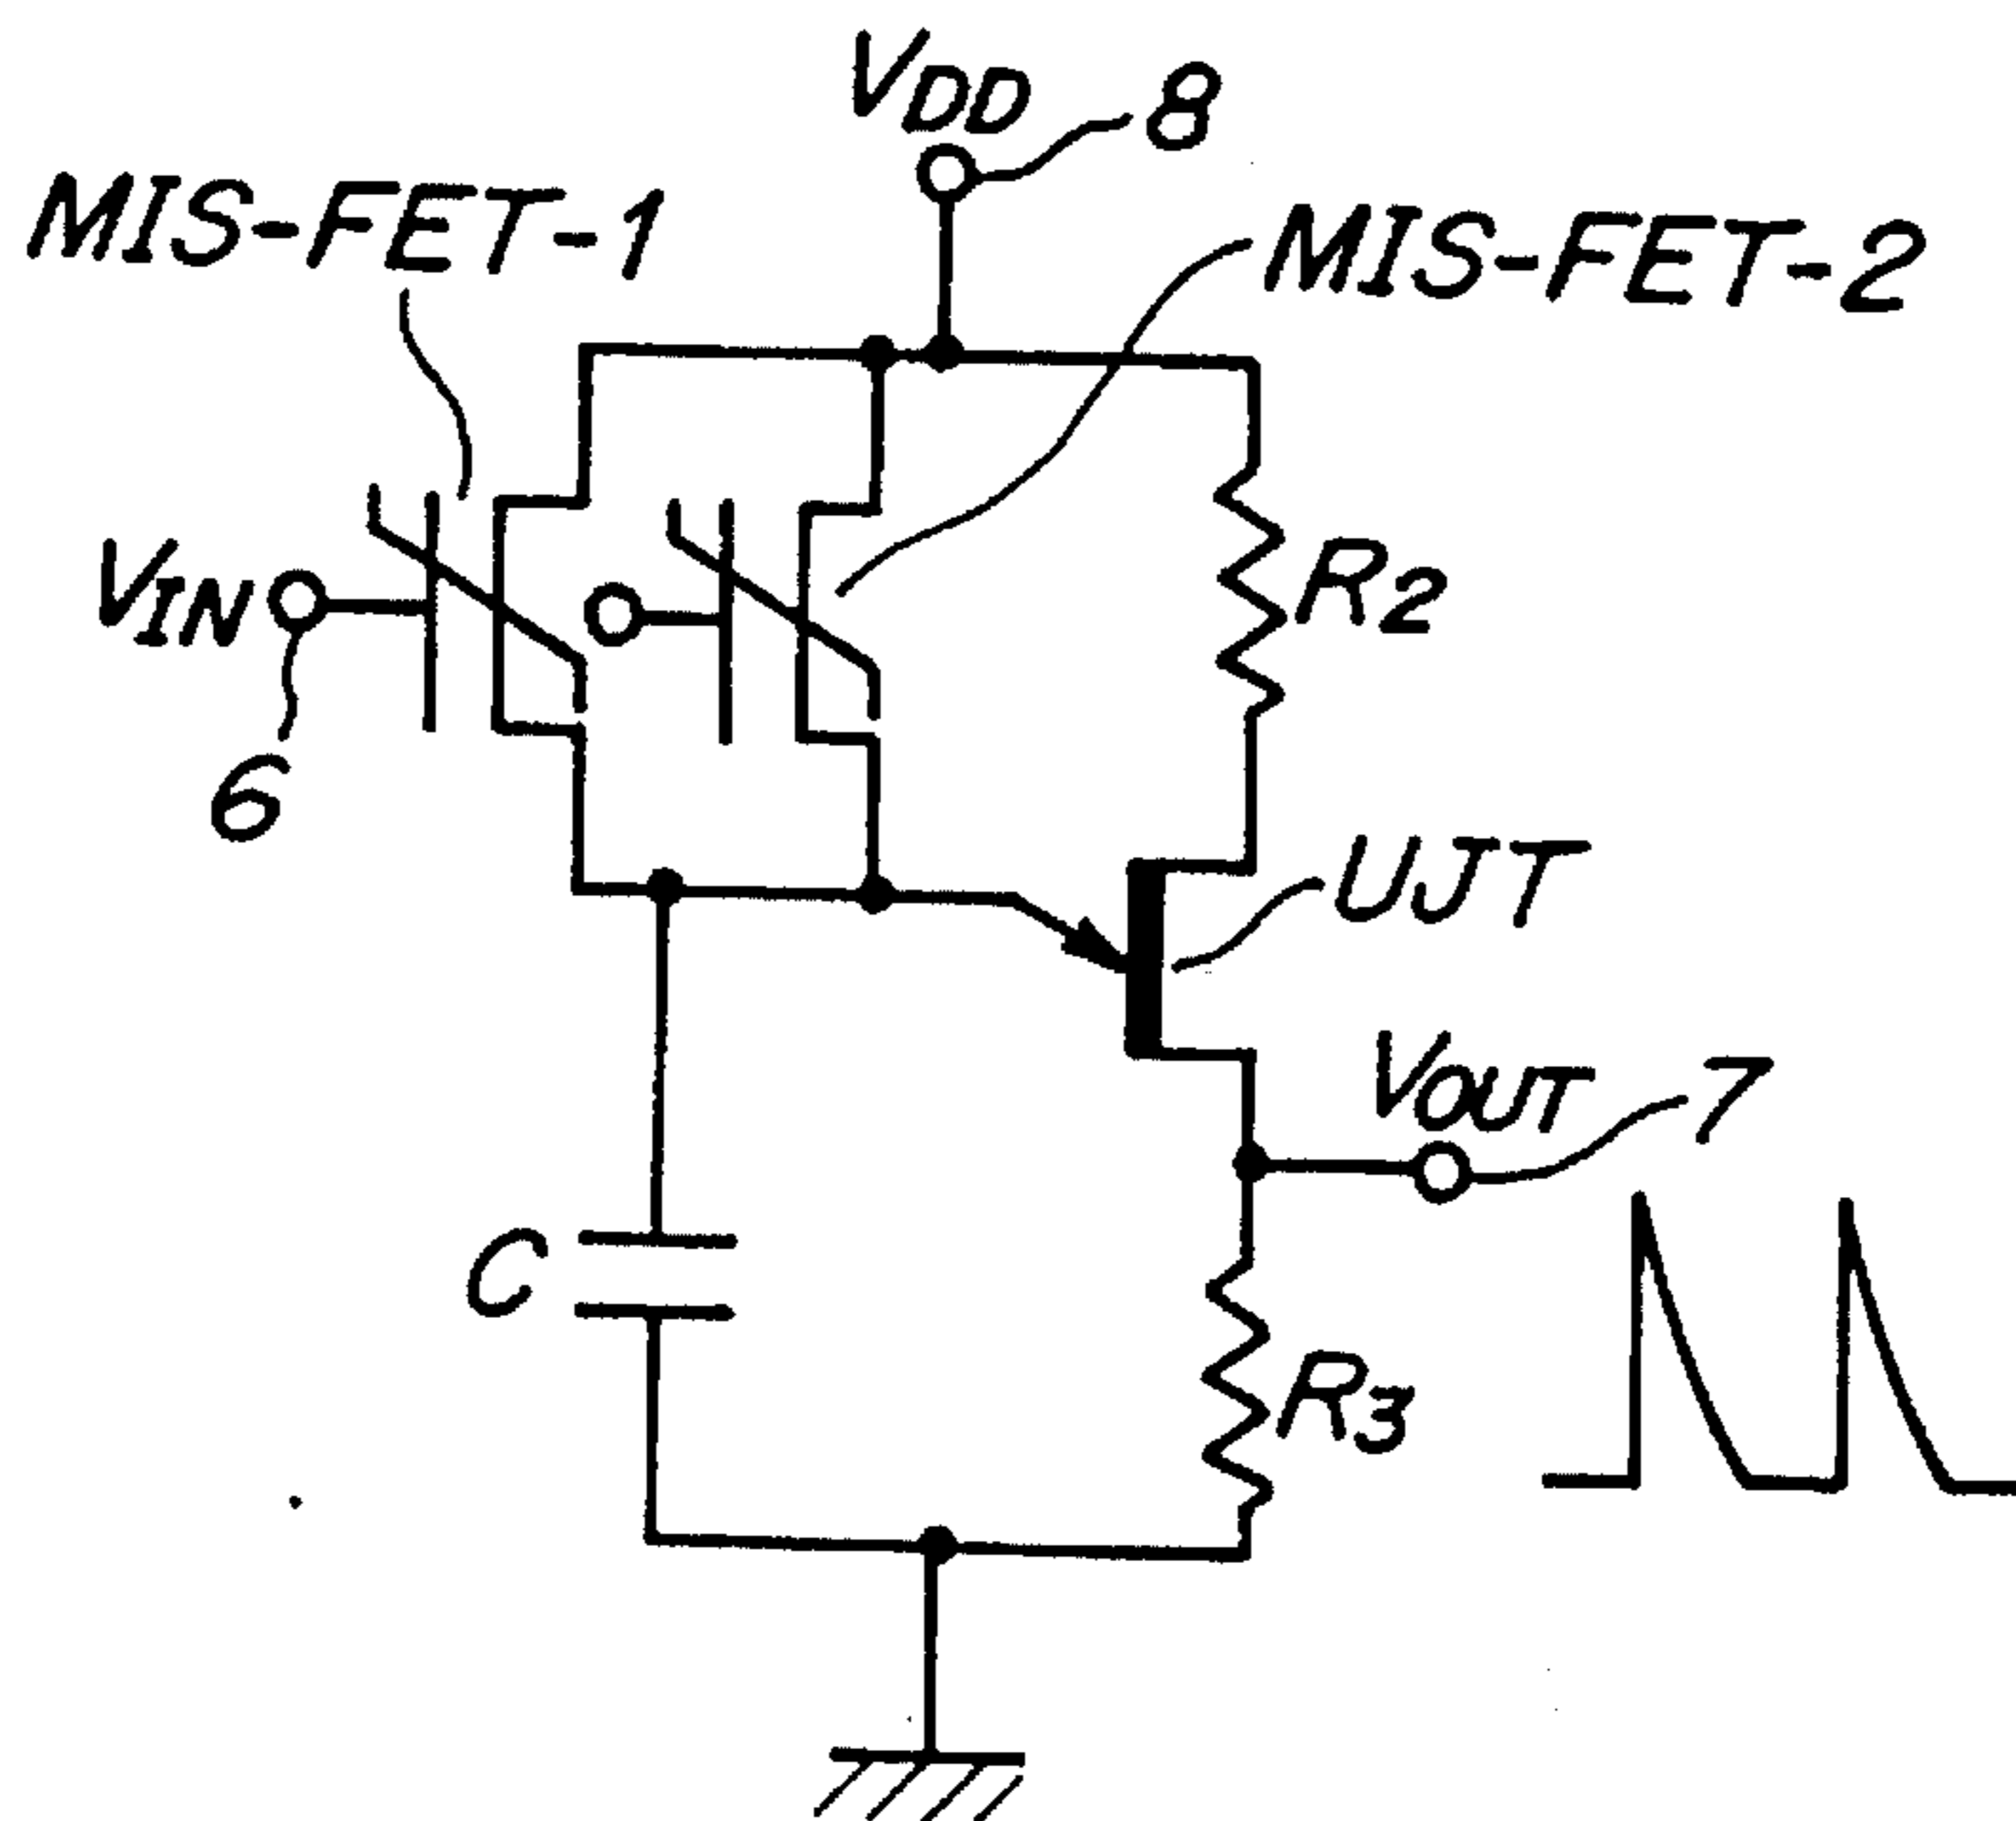 VDD
8
MIS-FET-1
MIS-FET-2
VIN
R2
6
UJT
VOUT
7
C
R3